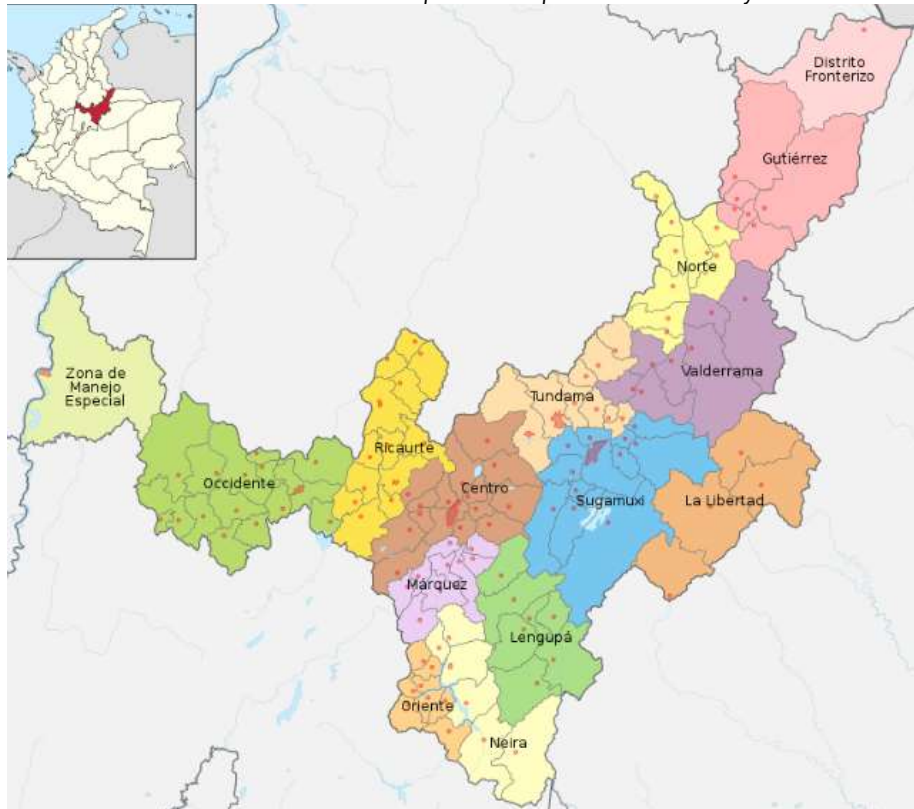 Distrito
Fronterizo
Gutiérrez
Norte
Zona de
Manejo
Especial
Valderrama
Tundama
Ricaurte
Occidente
Centro
Sugamuxi
La Libertad
Márquez
Lengupá
Oriente
Neira